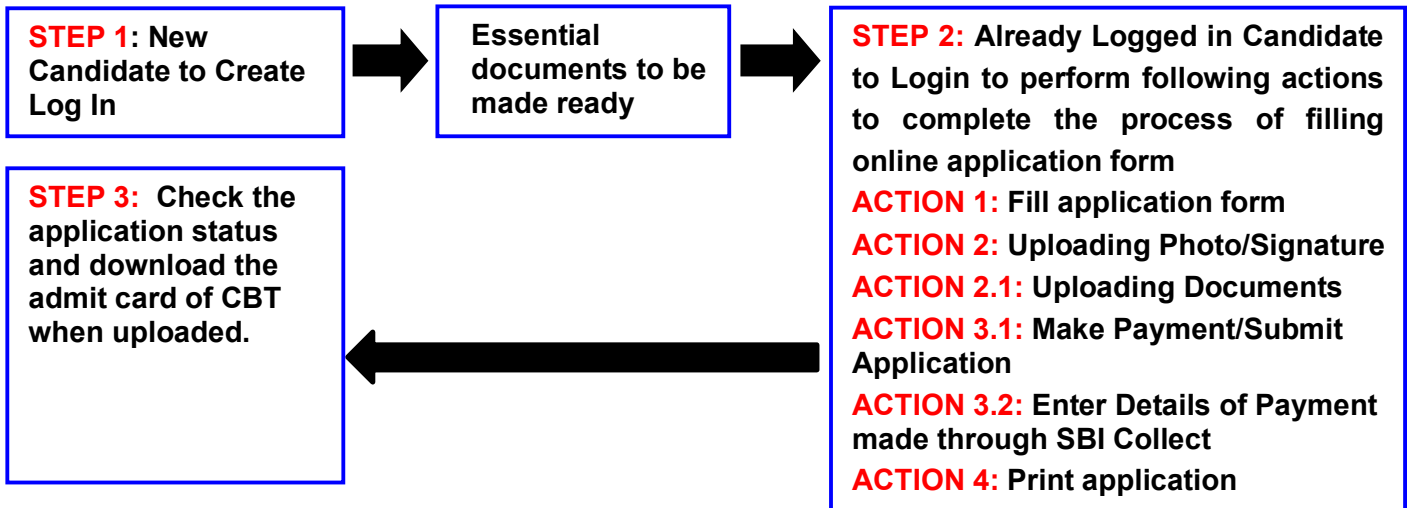 STEP 1: New
Candidate to Create
Log In
Essential
documents to be
made ready
STEP 2: Already Logged in Candidate
to Login to perform following actions
to complete the process of filling
online application form
ACTION 1: Fill application form
ACTION 2: Uploading Photo/Signature
ACTION 2.1: Uploading Documents
ACTION 3.1: Make Payment/Submit
Application
ACTION 3.2: Enter Details of Payment
made through SBI Collect
ACTION 4: Print application
STEP 3: Check the
application status
and download the
admit card of CBT
when uploaded.